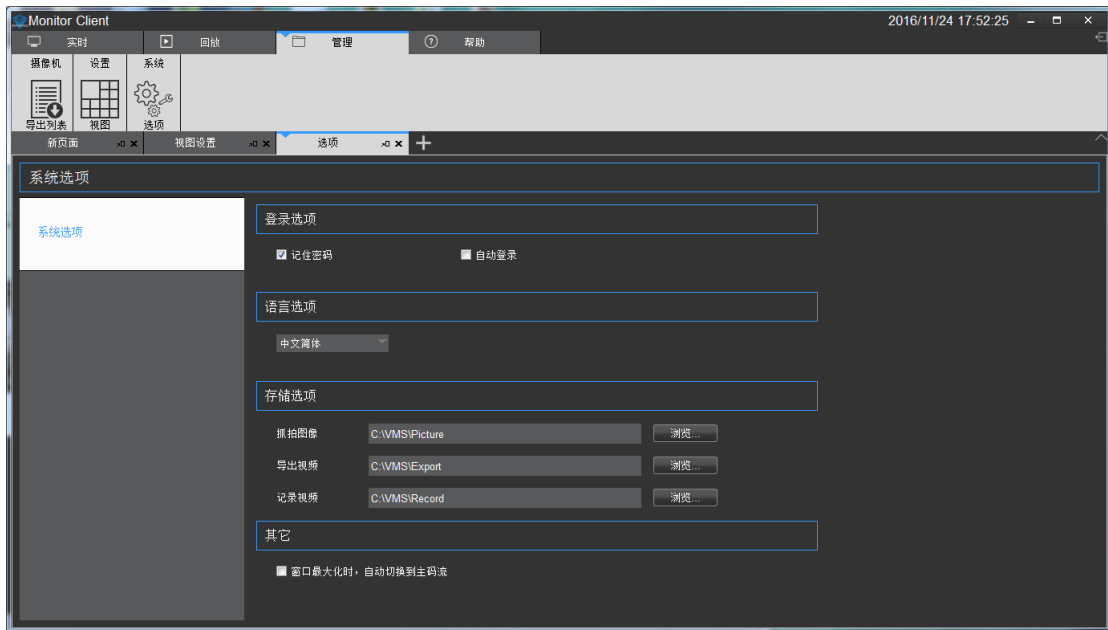 Monitor Client 2016/11/24 17:52:25
实时 回放 管理 帮助
摄像机 设置 系统
导出列表 视图 选项
新页面 视图设置 选项
系统选项
系统选项
登录选项
记住密码 自动登录
语言选项
中文简体
存储选项
抓拍图像 C:\VMS\Picture 浏览...
导出视频 C:\VMS\Export 浏览...
记录视频 C:\VMS\Record 浏览...
其它
窗口最大化时，自动切换到主码流